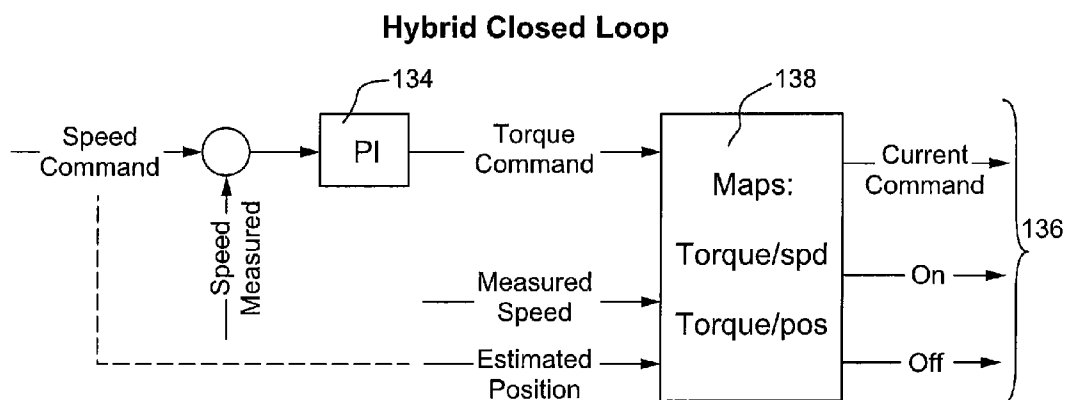 Hybrid Closed Loop
134
138
Speed
Command
PI
Torque
Command
Speed
Measured
Measured
Speed
Estimated
Position
Maps:
Torque/spd
Torque/pos
Current
Command
On
Off
136